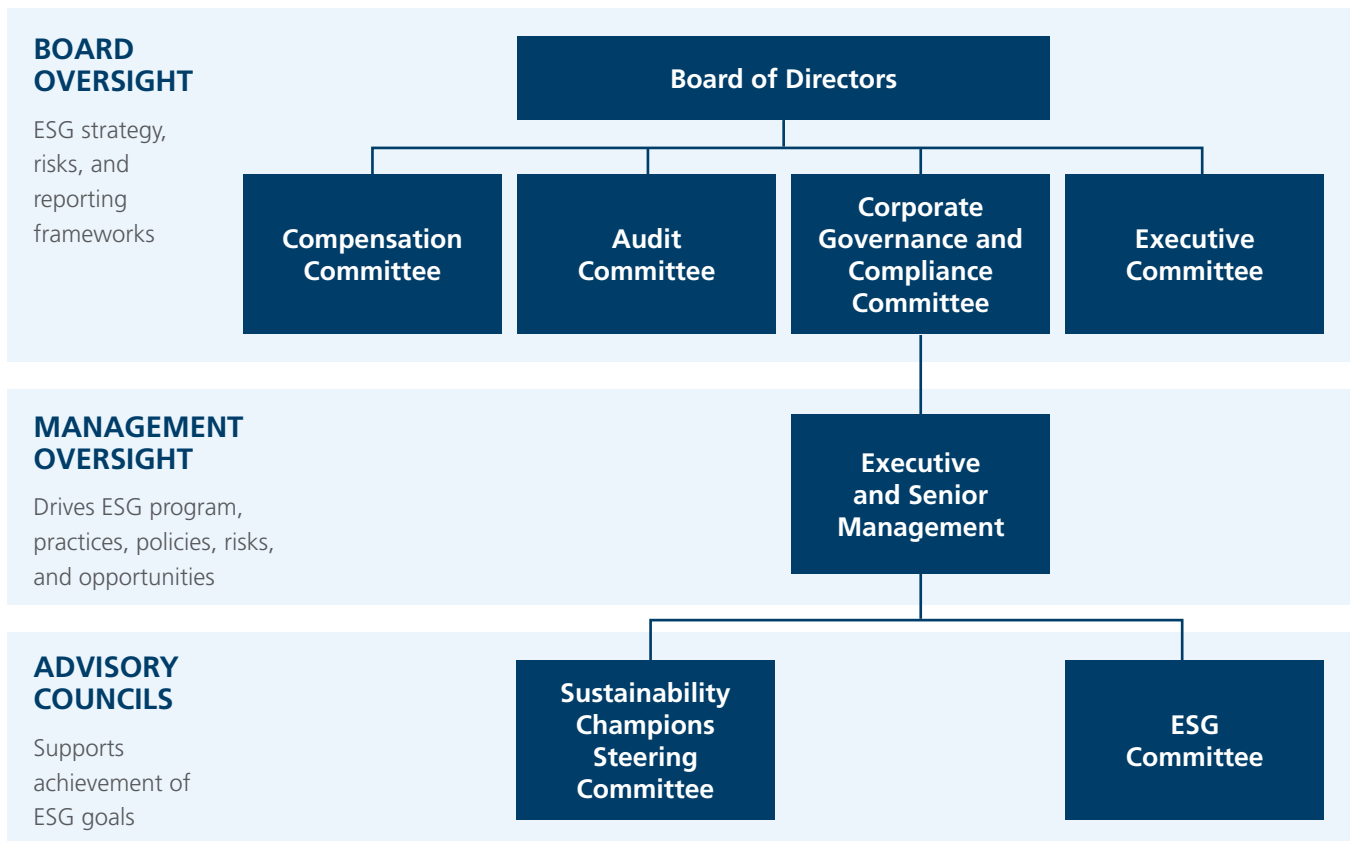 BOARD
OVERSIGHT
ESG strategy,
risks, and
reporting
frameworks
Board of Directors
Compensation
Committee
Audit
Committee
Corporate
Governance and
Compliance
Committee
Executive
Committee
MANAGEMENT
OVERSIGHT
Drives ESG program,
practices, policies, risks,
and opportunities
Executive
and Senior
Management
ADVISORY
COUNCILS
Supports
achievement of
ESG goals
Sustainability
Champions
Steering
Committee
ESG
Committee